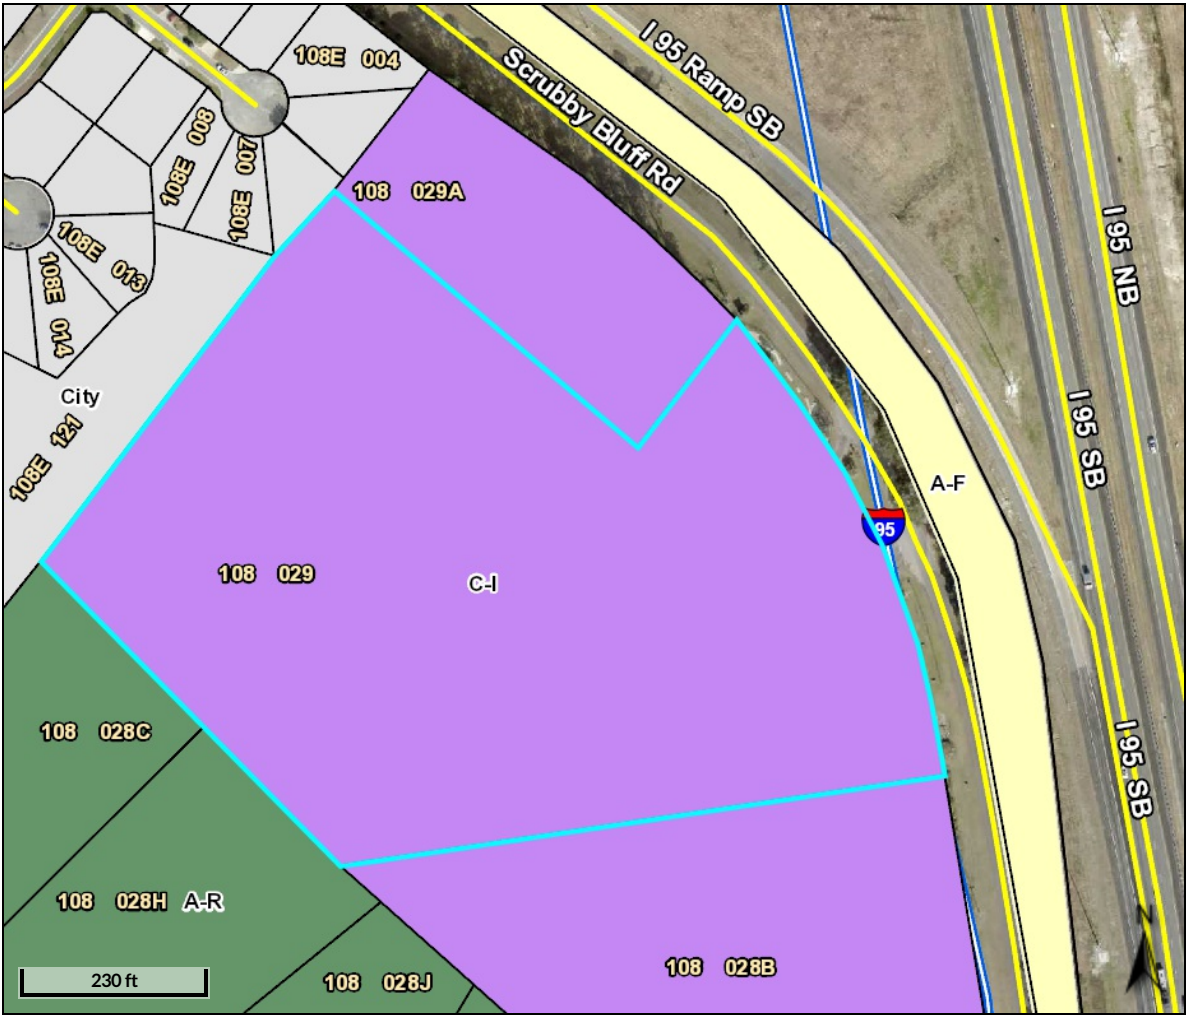 108E 004
I 95 Ramp SB
Scrubby Bluff Rd
108E 008
108E 007
108 029A
108E 013
108E 014
I 95 NB
City
108E 121
I 95 SB
A-F
95
108 029
C-I
108 028C
I 95 SB
108 028H
A-R
N
108 028B
230 ft
108 028J